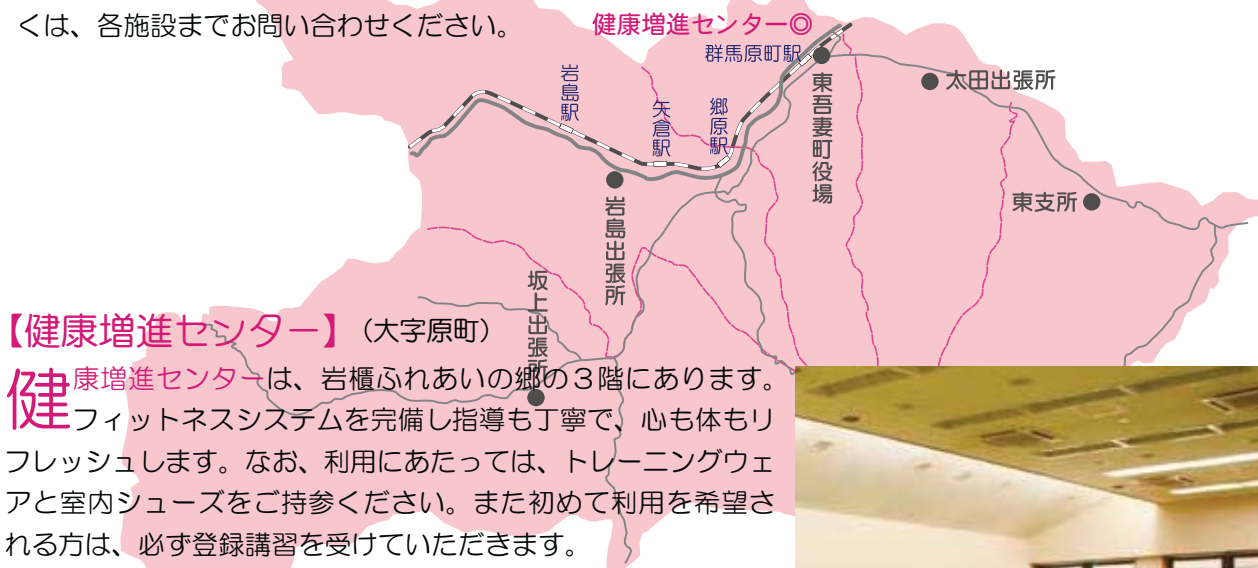 くは、各施設までお問い合わせください。
健康増進センター◎
群馬原町駅
岩島駅
矢倉駅
郷原駅
東吾妻町役場
太田出張所
東支所
岩島出張所
坂上出張所
【健康増進センター】（大字原町）
健康増進センターは、岩櫃ふれあいの郷の３階にあります。
フィットネスシステムを完備し指導も丁寧で、心も体もリ
フレッシュします。なお、利用にあたっては、トレーニングウェ
アと室内シューズをご持参ください。また初めて利用を希望さ
れる方は、必ず登録講習を受けていただきます。